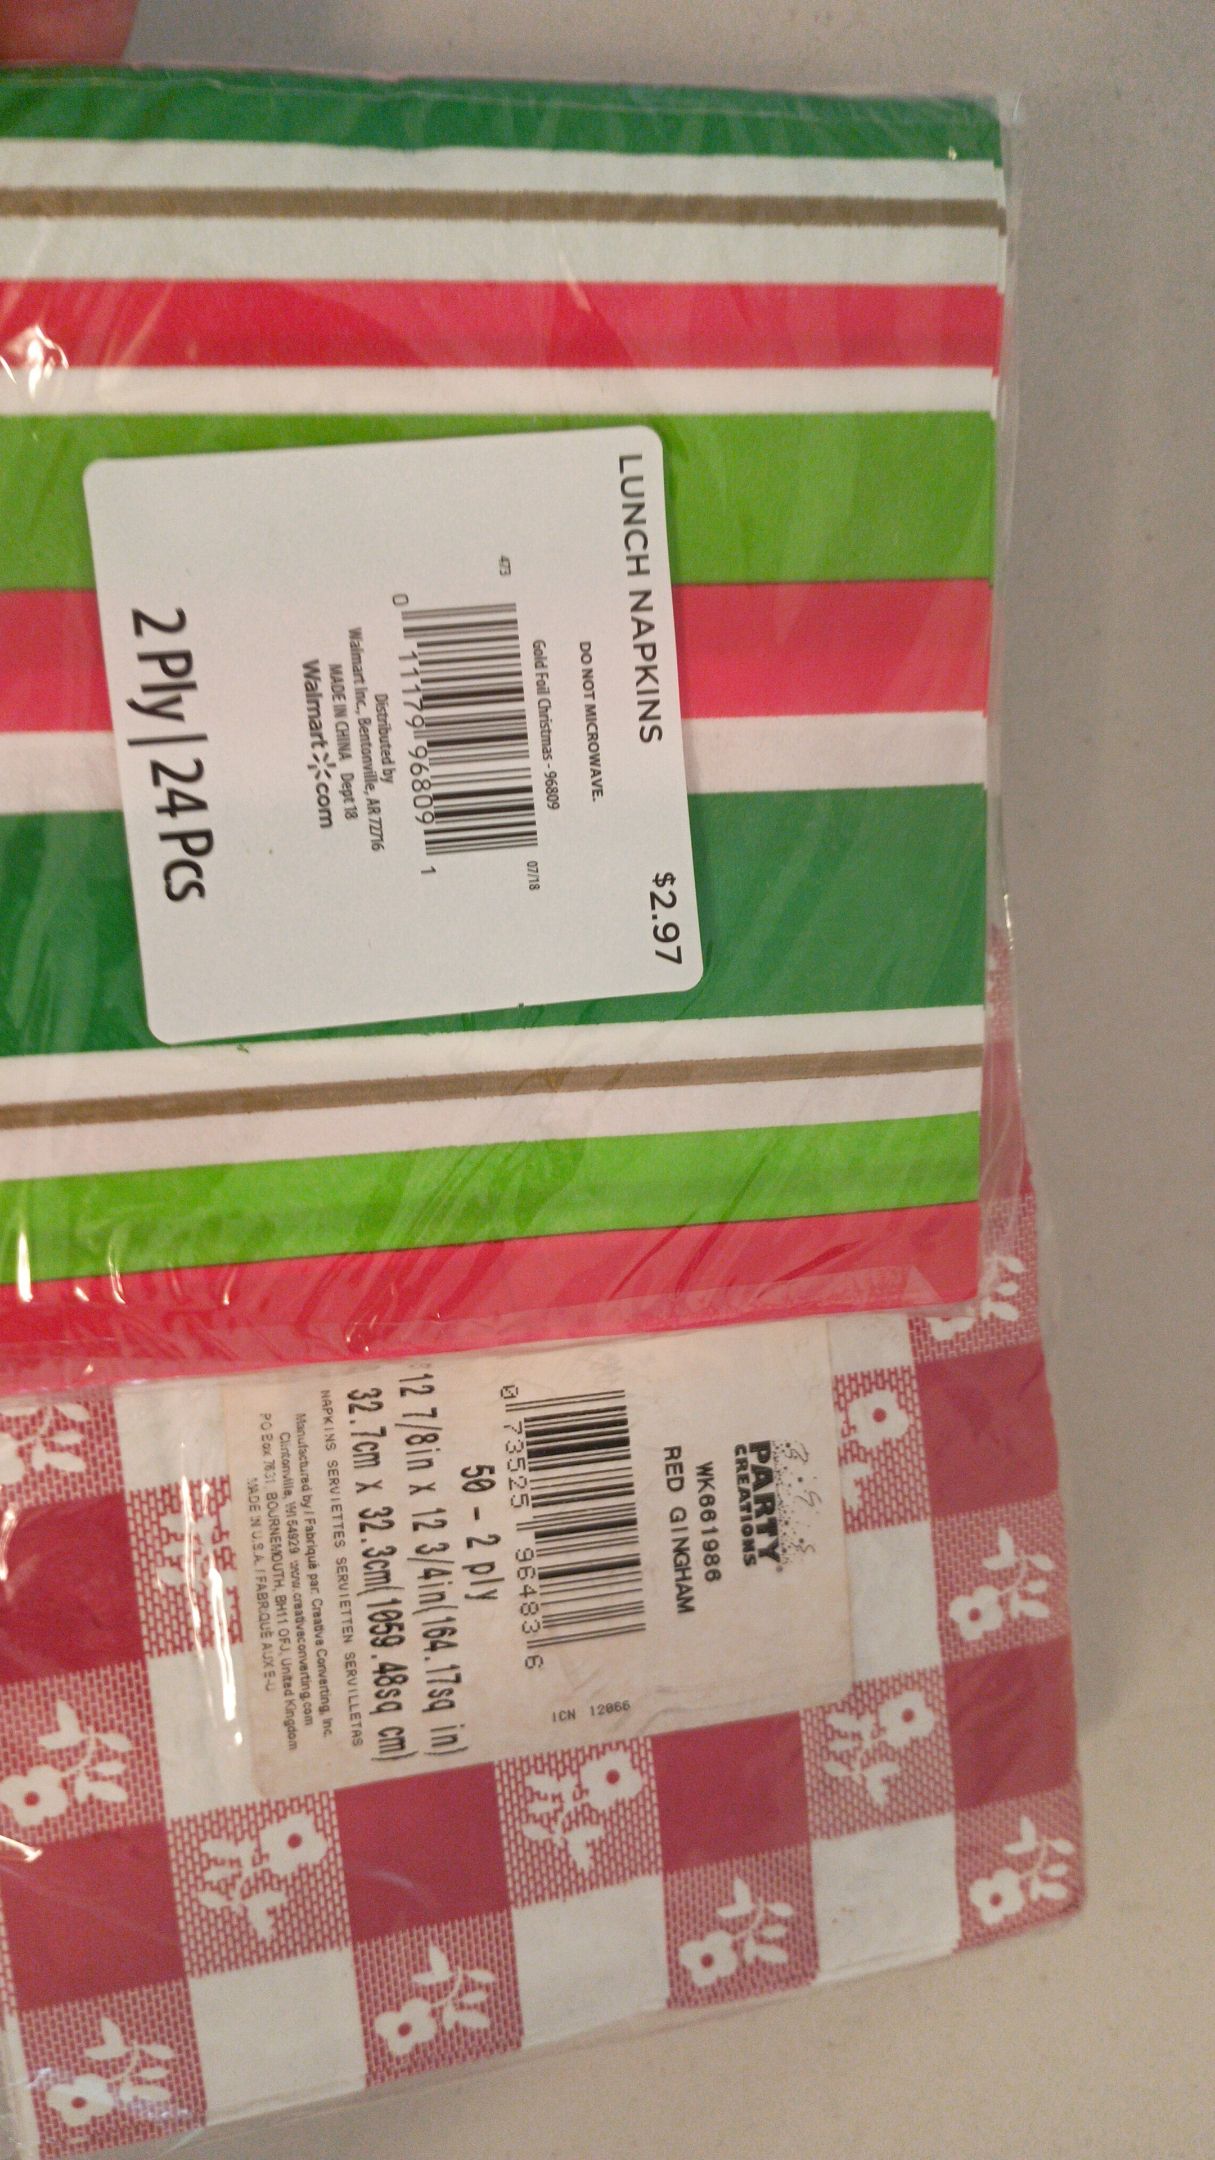 LUNCH NAPKINS $2.97
DO NOT MICROWAVE.
Gold Foil Christmas - 96809
473 07/18
0 11179 96809 1
Distributed by
Walmart Inc., Bentonville, AR 72716
MADE IN CHINA Dept 18
Walmart.com
2 Ply | 24 Pcs
PARTY
CREATIONS
WK661986
RED GINGHAM
0 73525 96483 6
ICN 12066
50 - 2 ply
12 7/8in x 12 3/4in(164.17sq in)
32.7cm x 32.3cm(1059.48sq cm)
NAPKINS SERVIETTES SERVIETTEN SERVILLETAS
Manufactured by / Fabriqué par: Creative Converting, Inc.
Clintonville, WI 54929 www.creativeconverting.com
PO Box 7631 BOURNEMOUTH, BH11 0FJ, United Kingdom
MADE IN U.S.A. / FABRIQUÉ AUX É-U